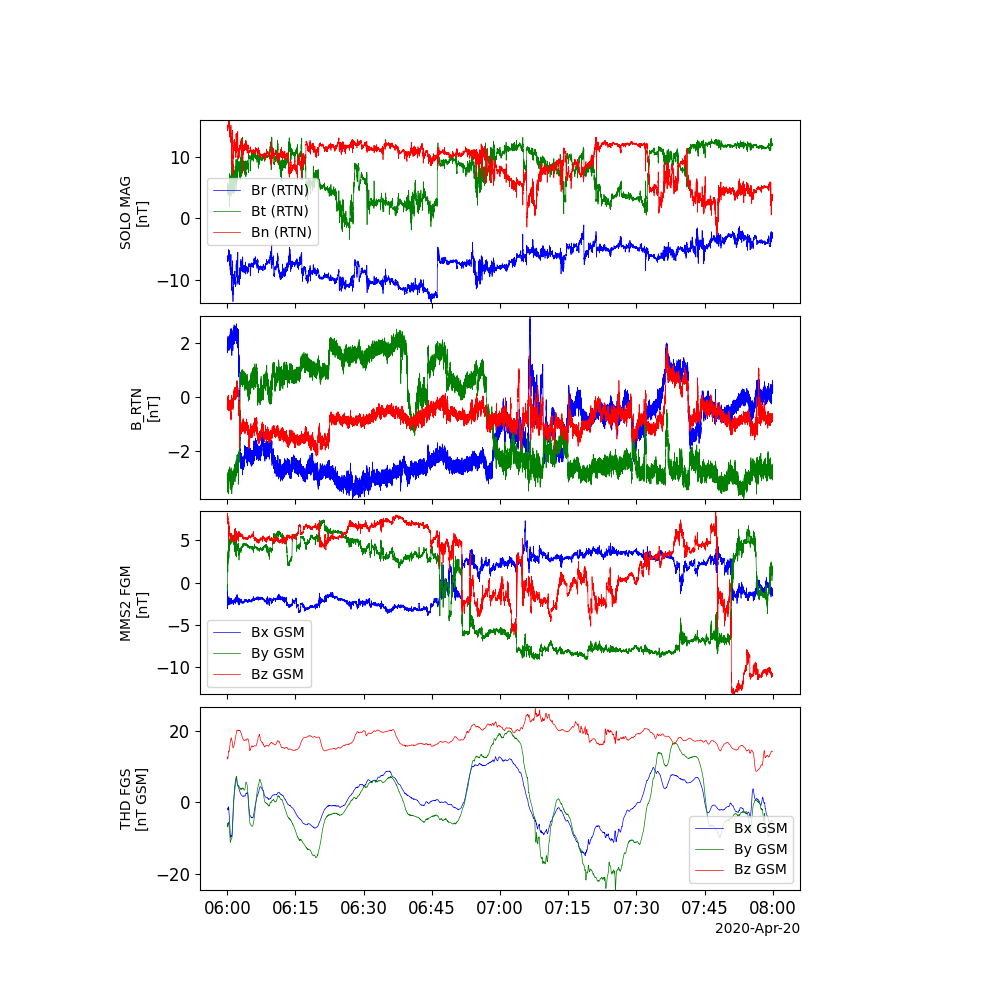 SOLO MAG
[nT]
10
0
−10
Br (RTN)
Bt (RTN)
Bn (RTN)
B_RTN
[nT]
2
0
−2
MMS2 FGM
[nT]
5
0
−5
−10
Bx GSM
By GSM
Bz GSM
THD FGS
[nT GSM]
20
0
−20
Bx GSM
By GSM
Bz GSM
06:00 06:15 06:30 06:45 07:00 07:15 07:30 07:45 08:00
2020-Apr-20